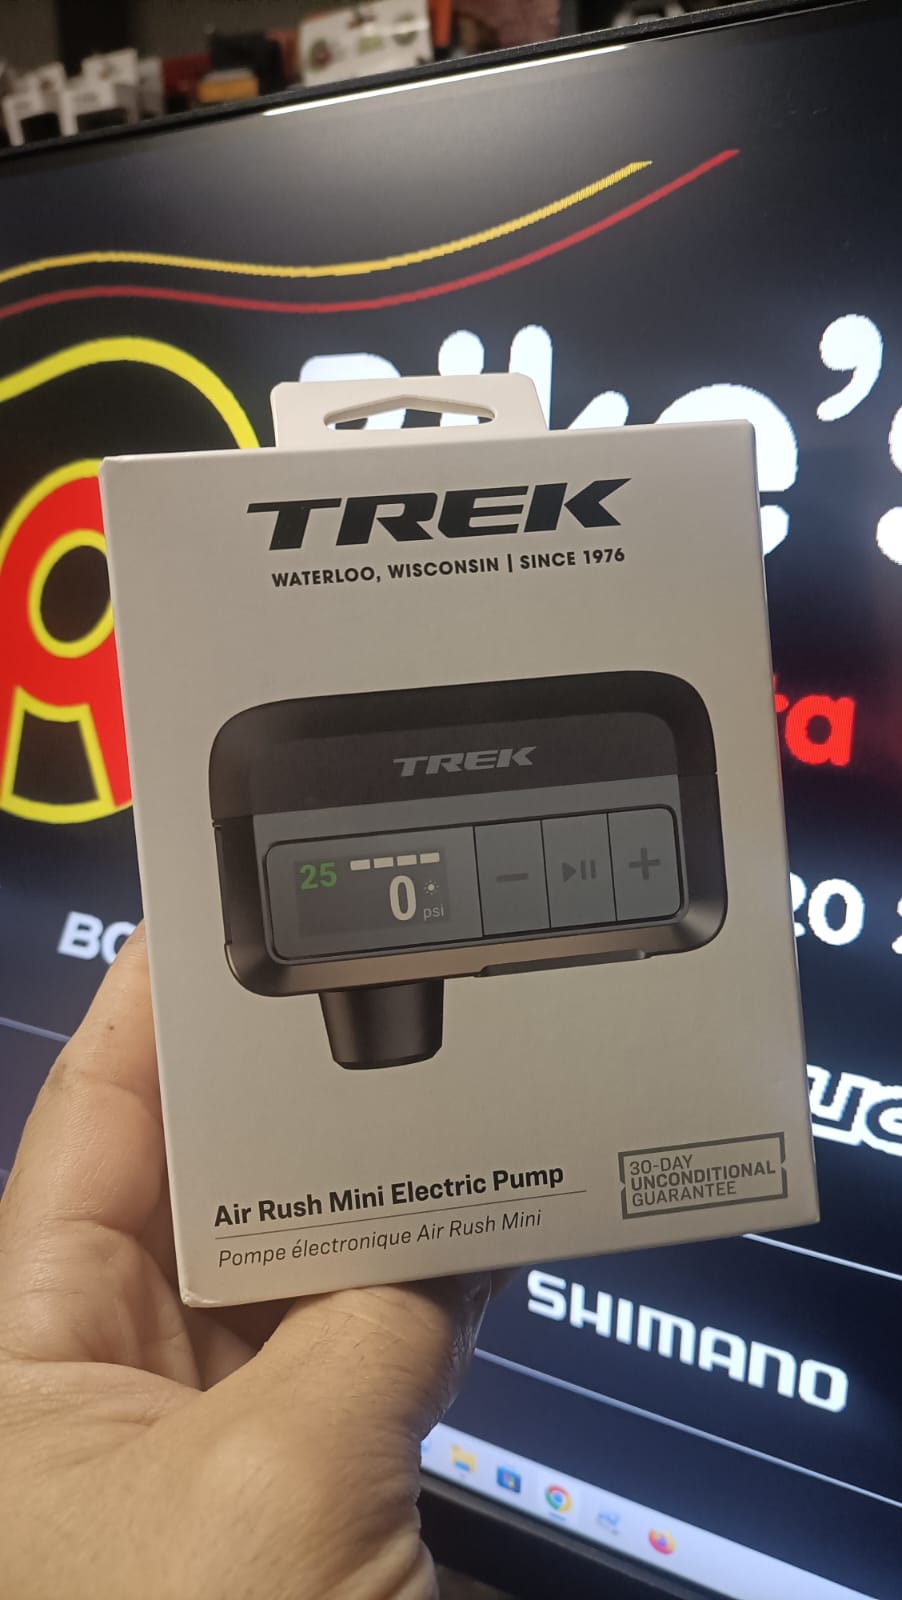 Bike's
TREK
WATERLOO, WISCONSIN | SINCE 1976
TREK
25
0
psi
Air Rush Mini Electric Pump
Pompe électronique Air Rush Mini
30-DAY
UNCONDITIONAL
GUARANTEE
SHIMANO